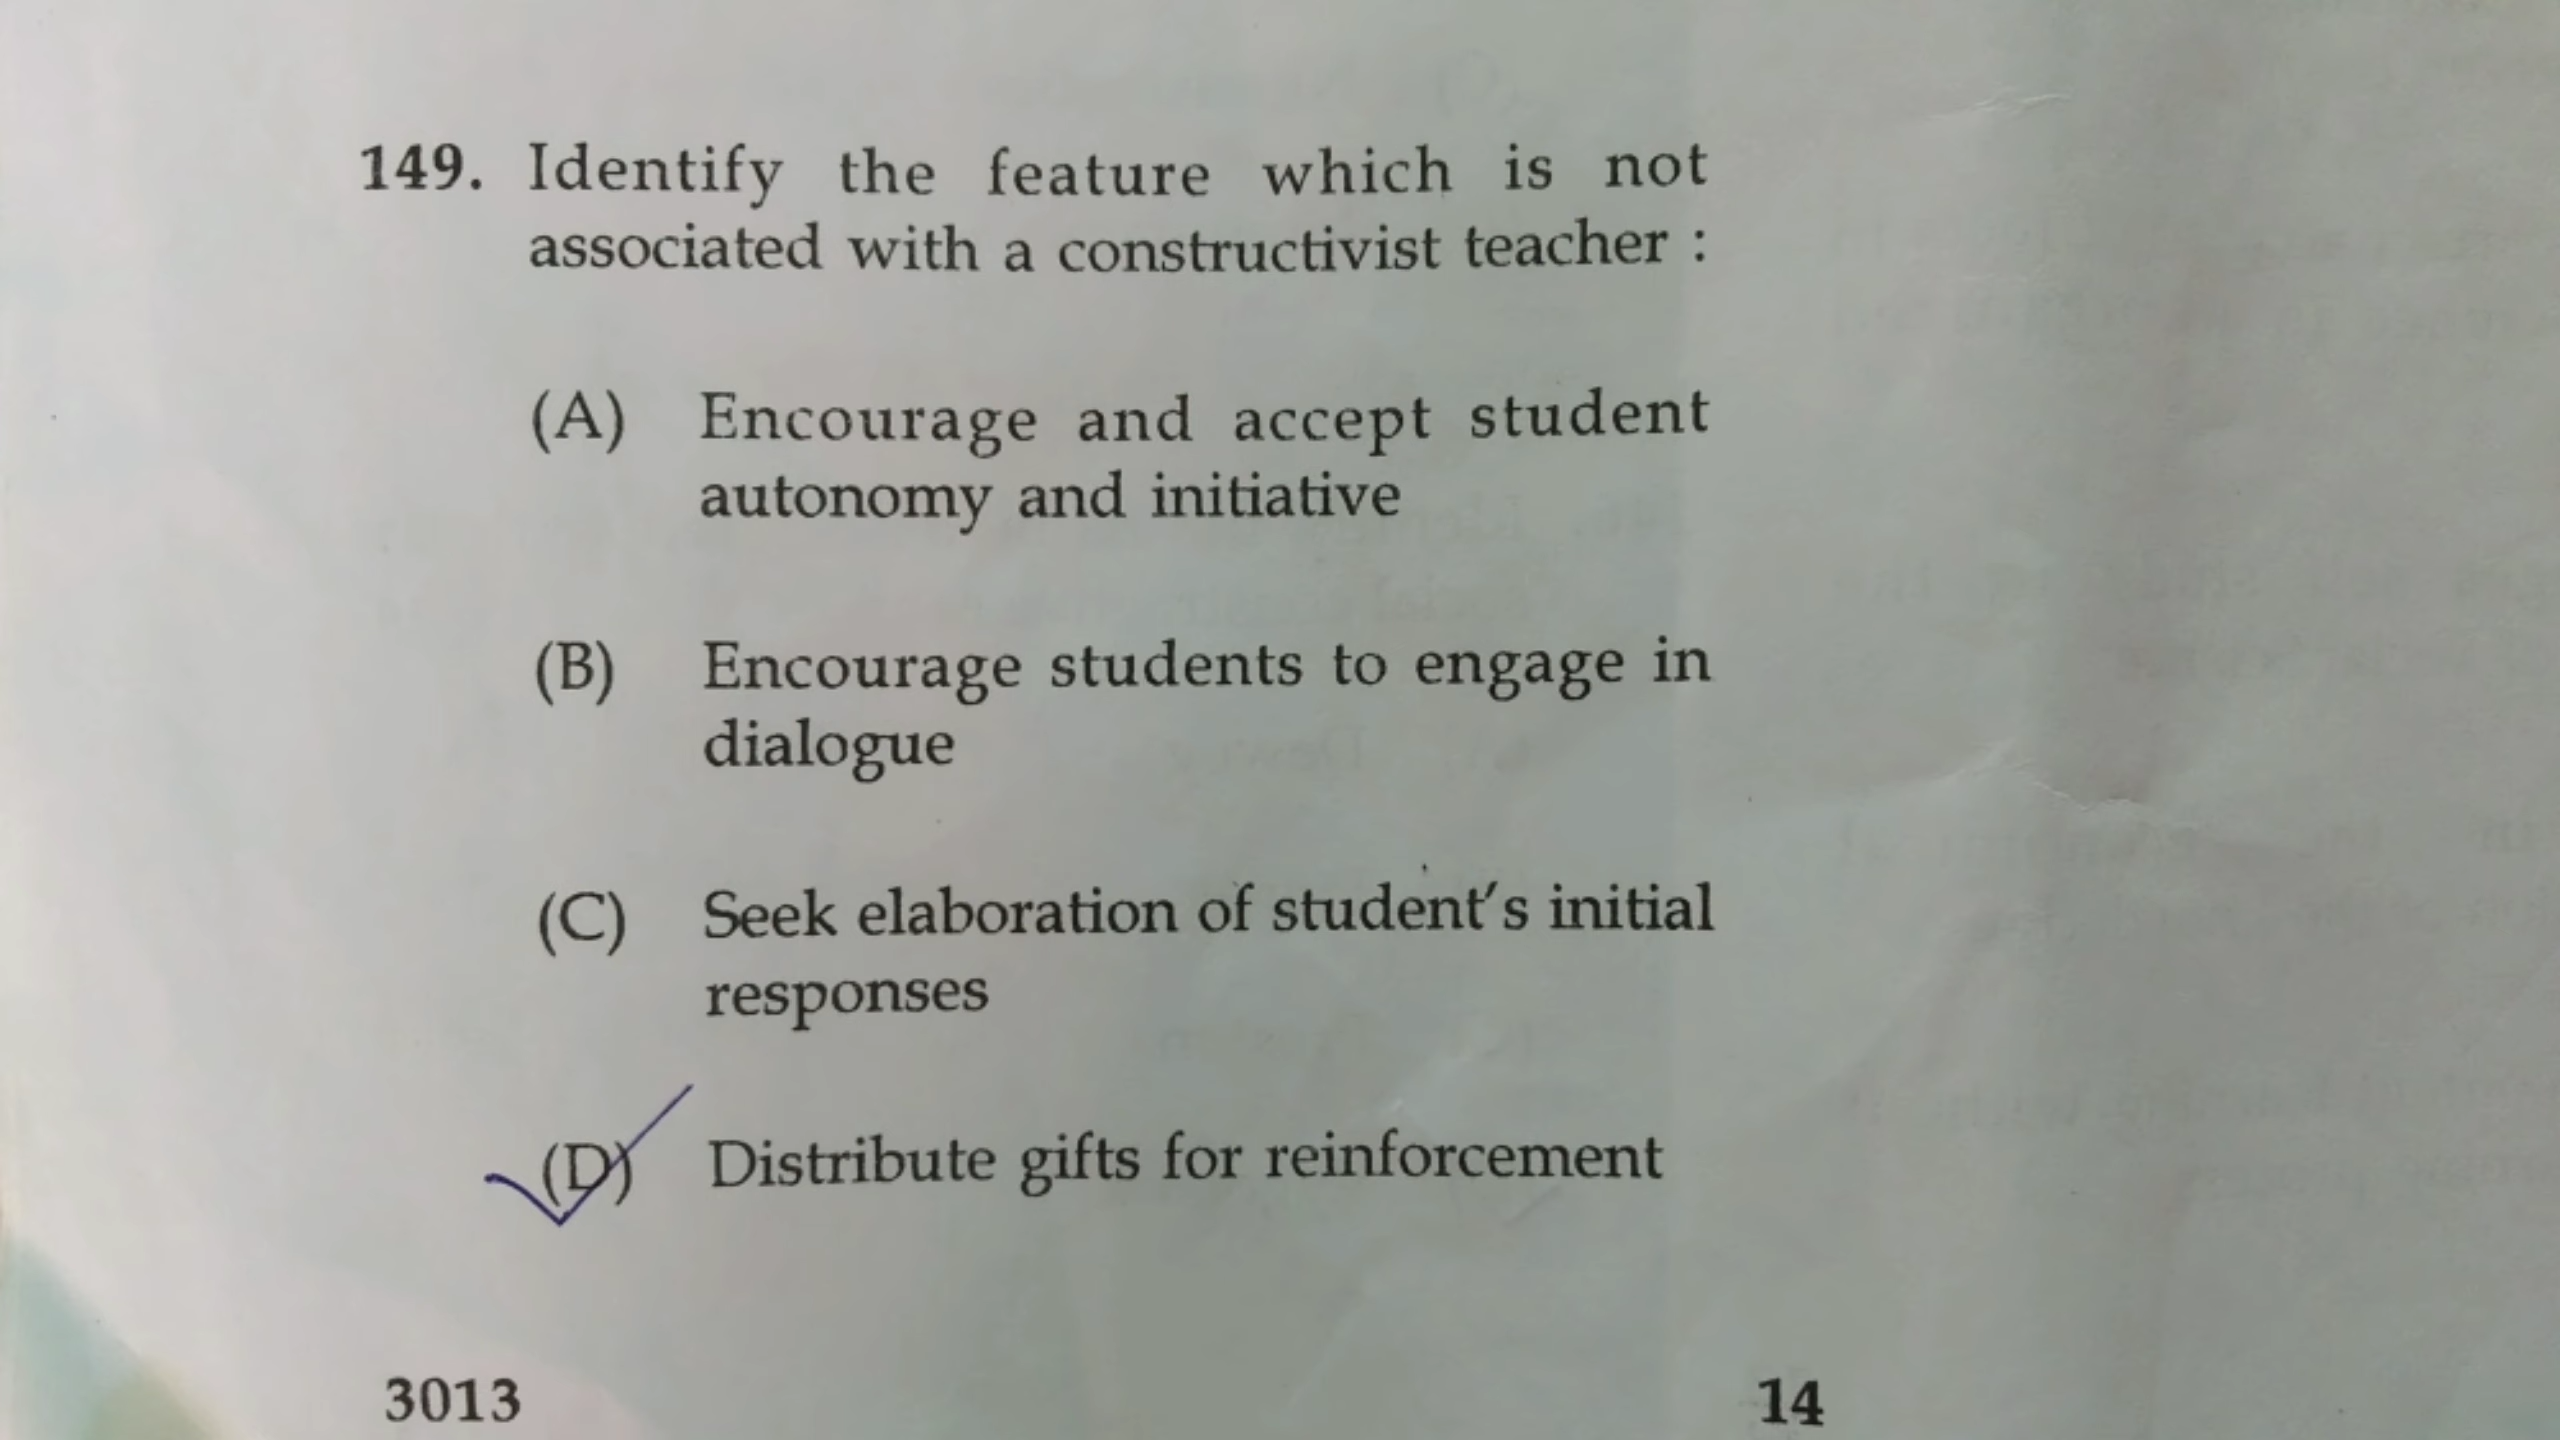 149. Identify the feature which is not
associated with a constructivist teacher :
(A) Encourage and accept student
autonomy and initiative
(B) Encourage students to engage in
dialogue
(C) Seek elaboration of student's initial
responses
(D) Distribute gifts for reinforcement
3013 14